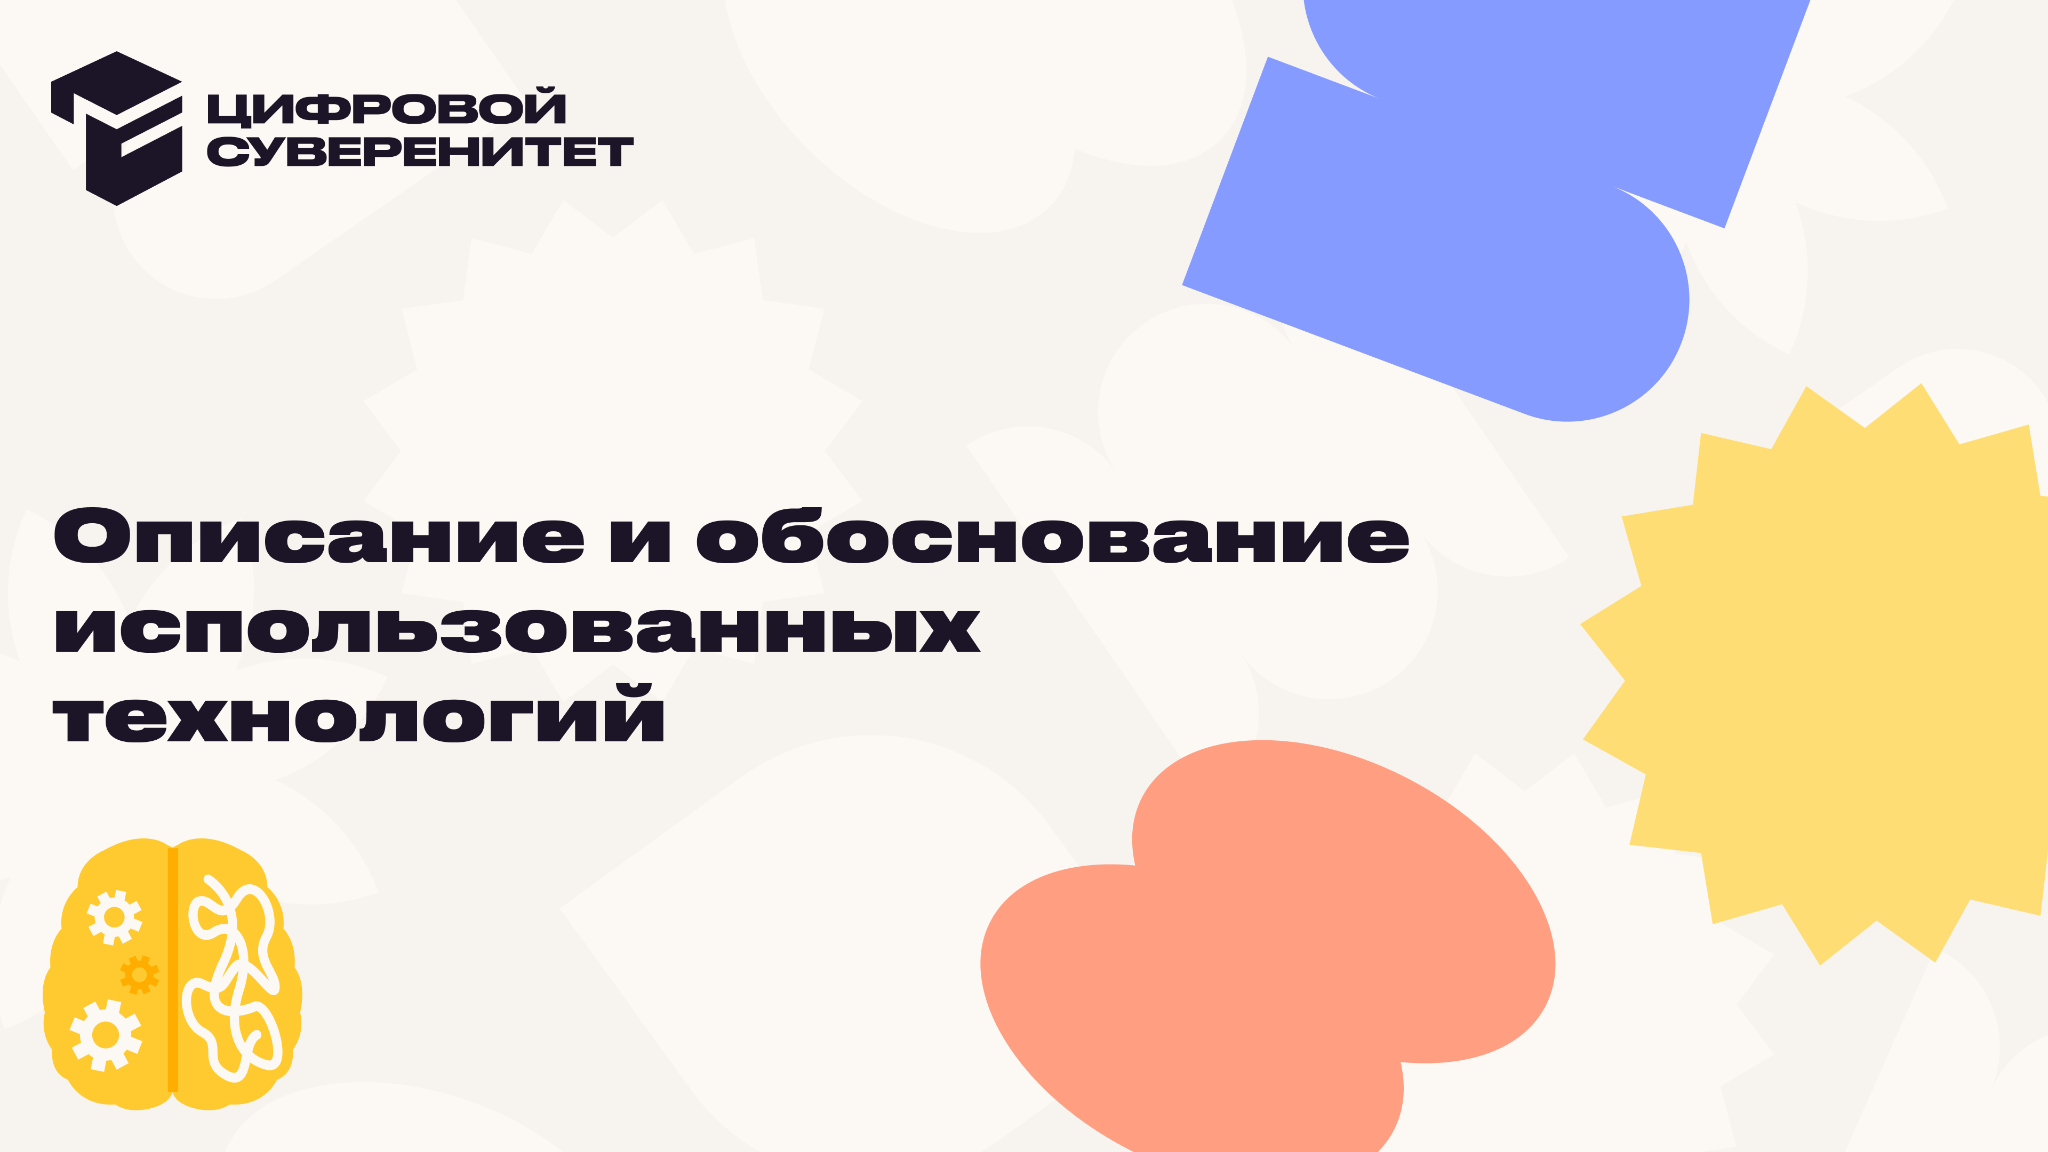 ЦИФРОВОЙ
СУВЕРЕНИТЕТ
Описание и обоснование
использованных
технологий